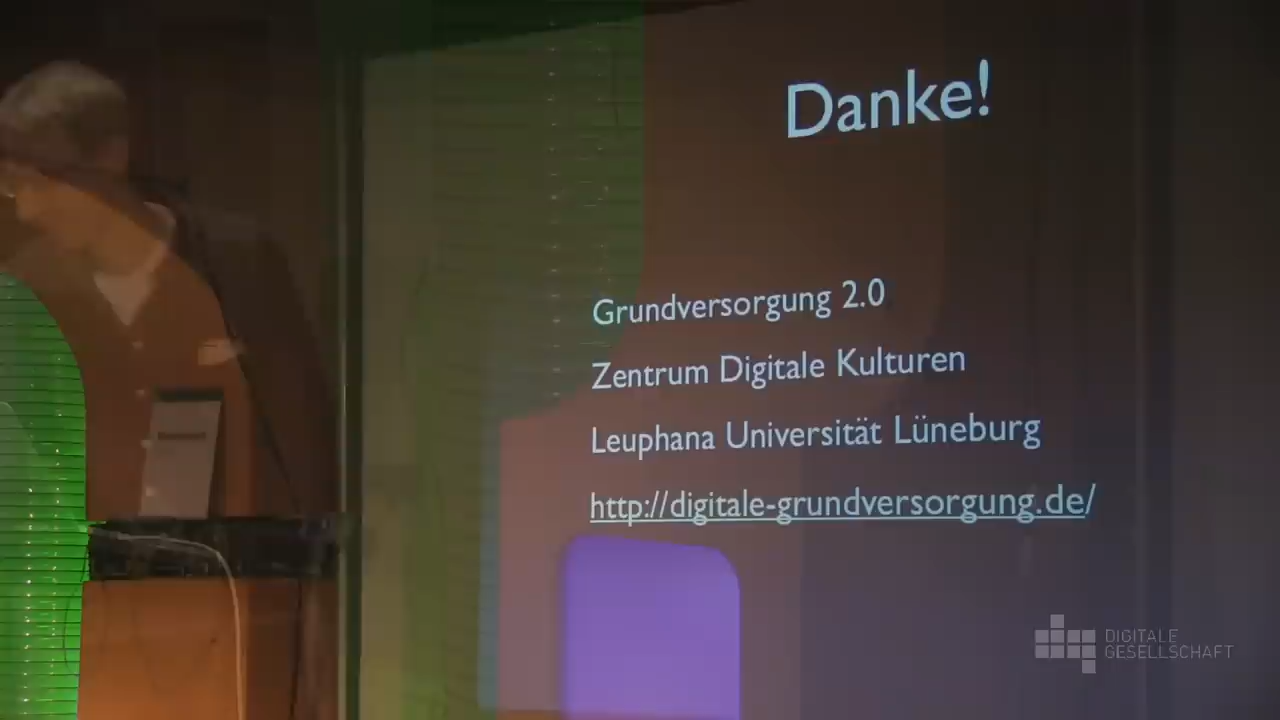 Danke!
Grundversorgung 2.0
Zentrum Digitale Kulturen
Leuphana Universität Lüneburg
http://digitale-grundversorgung.de/
DIGITALE
GESELLSCHAFT